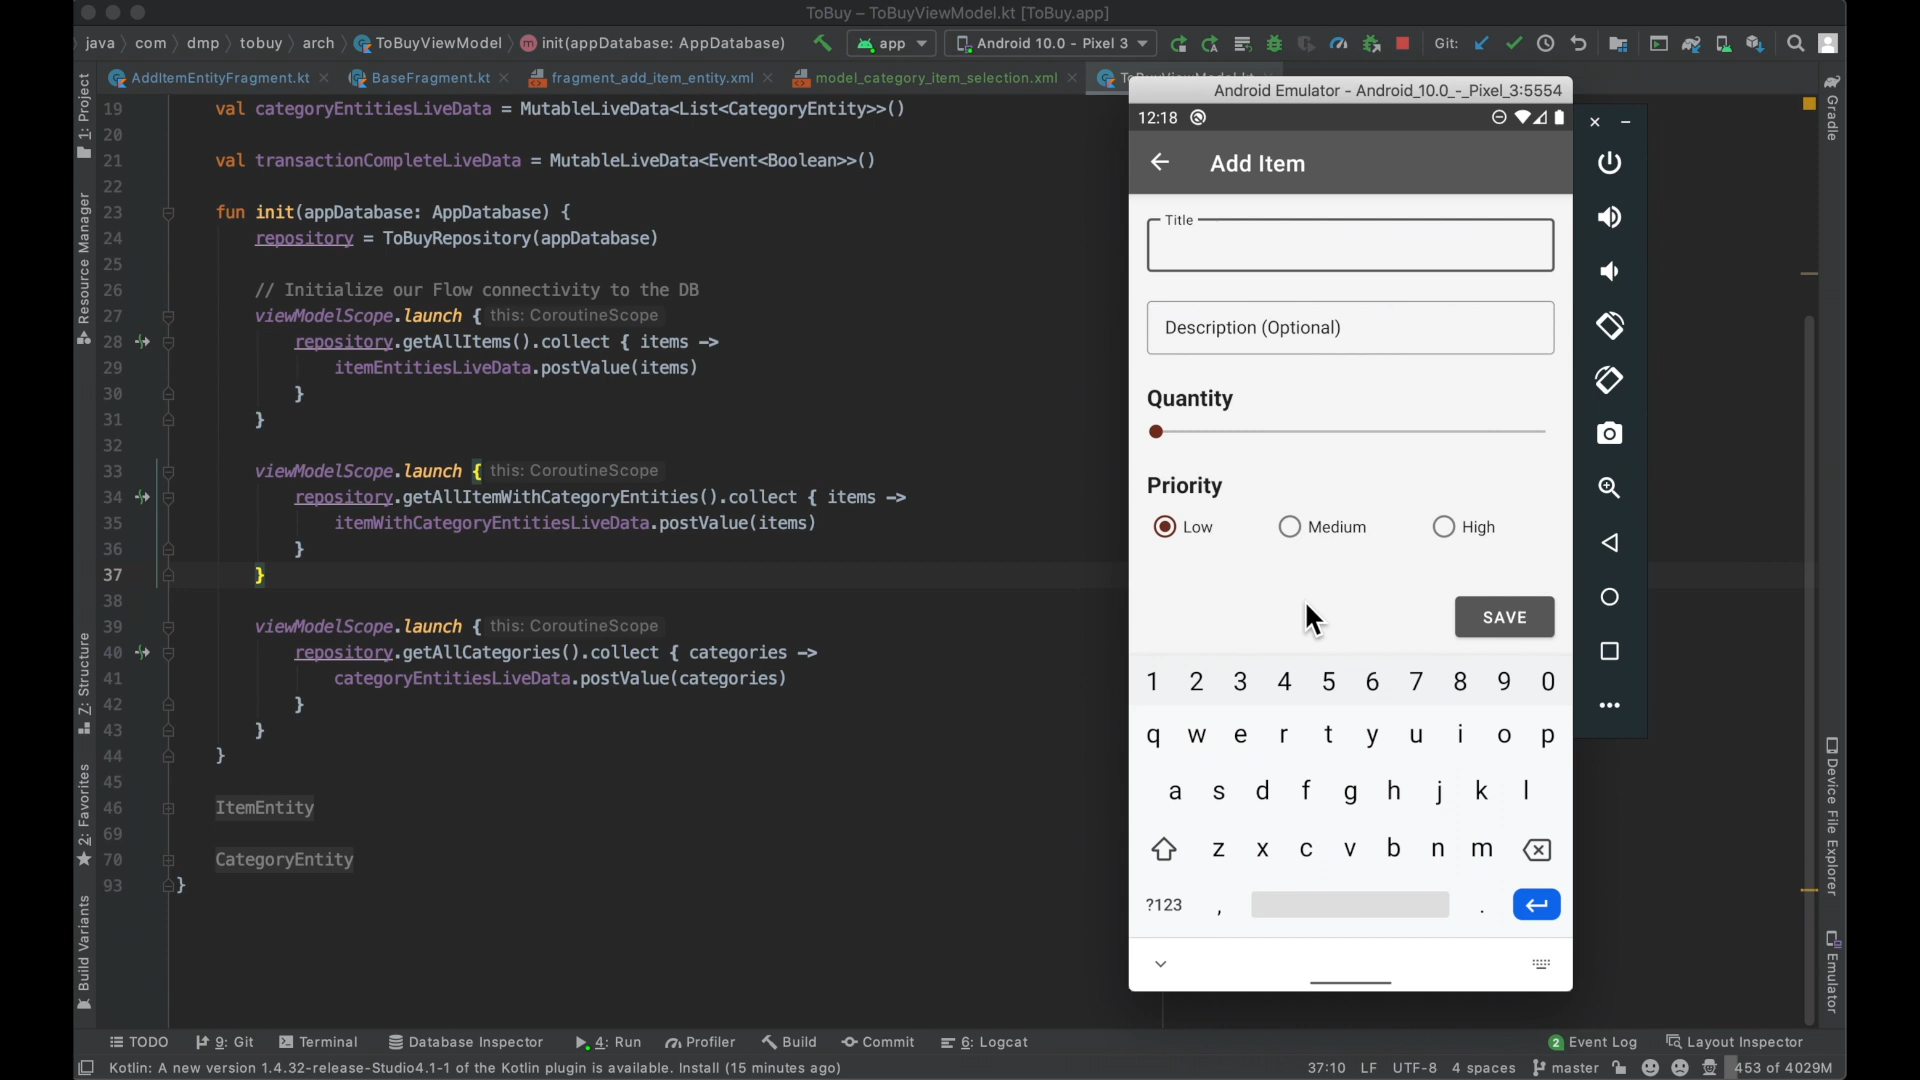 ToBuy – ToBuyViewModel.kt [ToBuy.app]
java com dmp tobuy arch ToBuyViewModel init(appDatabase: AppDatabase) app Android 10.0 - Pixel 3 Git:
AddItemEntityFragment.kt BaseFragment.kt fragment_add_item_entity.xml model_category_item_selection.xml
1: Project
Resource Manager
7: Structure
2: Favorites
Build Variants
19 val categoryEntitiesLiveData = MutableLiveData<List<CategoryEntity>>()
20
21 val transactionCompleteLiveData = MutableLiveData<Event<Boolean>>()
22
23 fun init(appDatabase: AppDatabase) {
24 repository = ToBuyRepository(appDatabase)
25
26 // Initialize our Flow connectivity to the DB
27 viewModelScope.launch { this: CoroutineScope
28 repository.getAllItems().collect { items ->
29 itemEntitiesLiveData.postValue(items)
30 }
31 }
32
33 viewModelScope.launch { this: CoroutineScope
34 repository.getAllItemWithCategoryEntities().collect { items ->
35 itemWithCategoryEntitiesLiveData.postValue(items)
36 }
37 }
38
39 viewModelScope.launch { this: CoroutineScope
40 repository.getAllCategories().collect { categories ->
41 categoryEntitiesLiveData.postValue(categories)
42 }
43 }
44 }
45
46 ItemEntity
69
70 CategoryEntity
93 }
Android Emulator - Android_10.0_-_Pixel_3:5554
12:18
Add Item
Title
Description (Optional)
Quantity
Priority
Low Medium High
SAVE
1 2 3 4 5 6 7 8 9 0
q w e r t y u i o p
a s d f g h j k l
z x c v b n m
?123 , .
Gradle
Device File Explorer
Emulator
TODO 9: Git Terminal Database Inspector 4: Run Profiler Build Commit 6: Logcat 2 Event Log Layout Inspector
Kotlin: A new version 1.4.32-release-Studio4.1-1 of the Kotlin plugin is available. Install (15 minutes ago) 37:10 LF UTF-8 4 spaces master 453 of 4029M